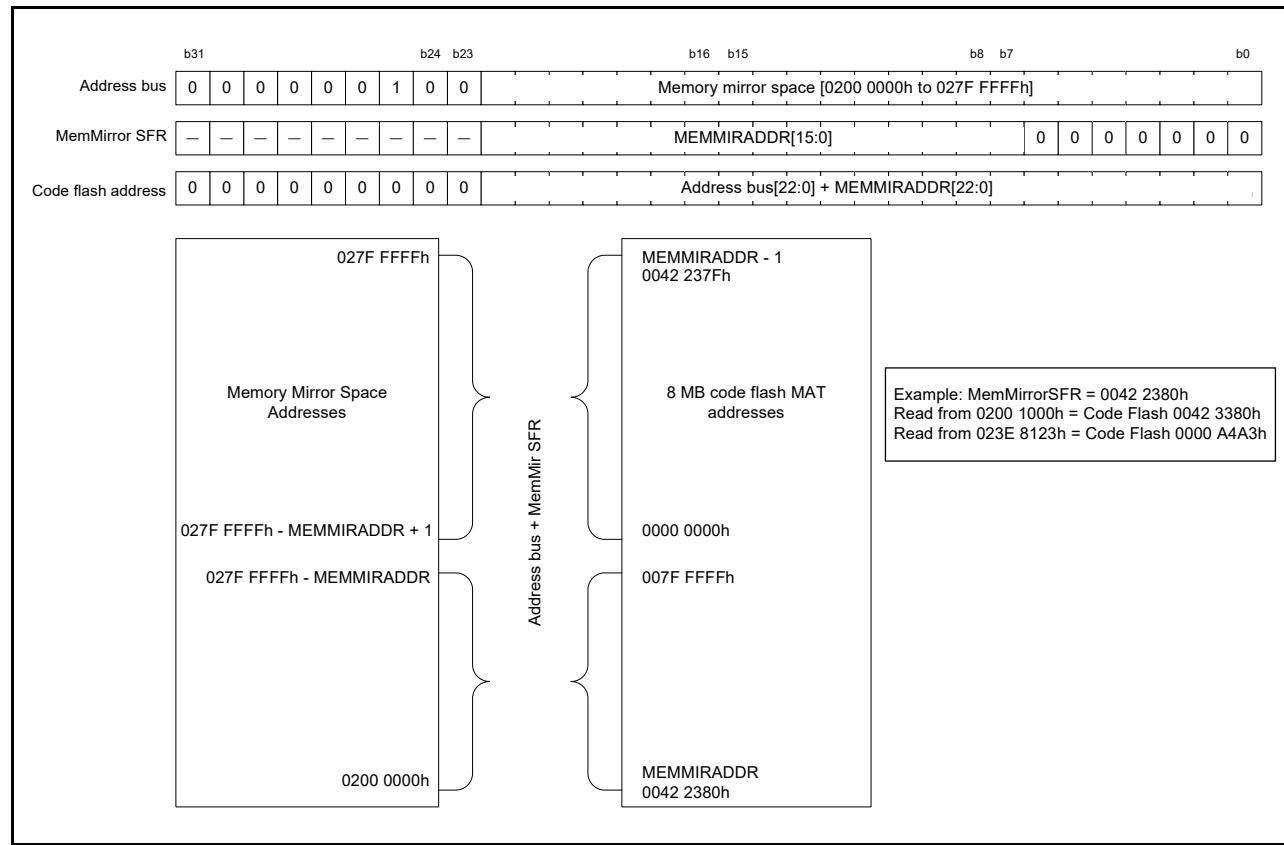 b31 b24 b23 b16 b15 b8 b7 b0
Address bus 0 0 0 0 0 0 1 0 0 Memory mirror space [0200 0000h to 027F FFFFh]
MemMirror SFR — — — — — — — — — MEMMIRADDR[15:0] 0 0 0 0 0 0 0
Code flash address 0 0 0 0 0 0 0 0 0 Address bus[22:0] + MEMMIRADDR[22:0]
027F FFFFh
Memory Mirror Space
Addresses
027F FFFFh - MEMMIRADDR + 1
027F FFFFh - MEMMIRADDR
0200 0000h
Address bus + MemMir SFR
MEMMIRADDR - 1
0042 237Fh
8 MB code flash MAT
addresses
0000 0000h
007F FFFFh
MEMMIRADDR
0042 2380h
Example: MemMirrorSFR = 0042 2380h
Read from 0200 1000h = Code Flash 0042 3380h
Read from 023E 8123h = Code Flash 0000 A4A3h